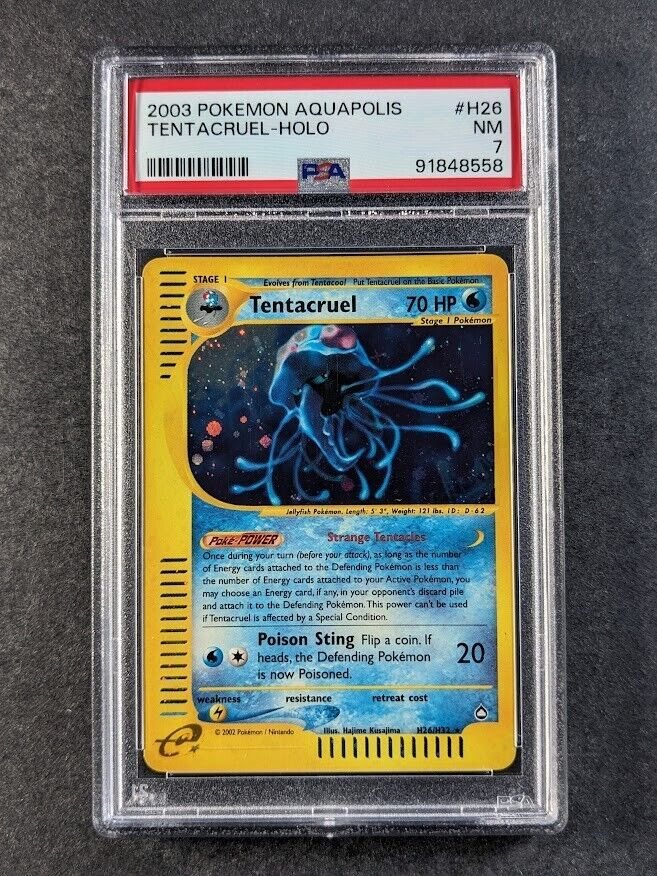 2003 POKEMON AQUAPOLIS #H26
TENTACRUEL-HOLO NM
7
PSA 91848558
STAGE 1 Evolves from Tentacool Put Tentacruel on the Basic Pokémon.
Tentacruel 70 HP
Stage 1 Pokémon
Jellyfish Pokémon. Length: 5' 3", Weight: 121 lbs. ID: D-62
Poké-POWER Strange Tentacles
Once during your turn (before your attack), as long as the number
of Energy cards attached to the Defending Pokémon is less than
the number of Energy cards attached to your Active Pokémon, you
may choose an Energy card, if any, in your opponent's discard pile
and attach it to the Defending Pokémon. This power can't be used
if Tentacruel is affected by a Special Condition.
Poison Sting Flip a coin. If
heads, the Defending Pokémon 20
is now Poisoned.
weakness resistance retreat cost
© 2002 Pokémon / Nintendo Illus. Hajime Kusajima H26/H32 ★
e
PSA